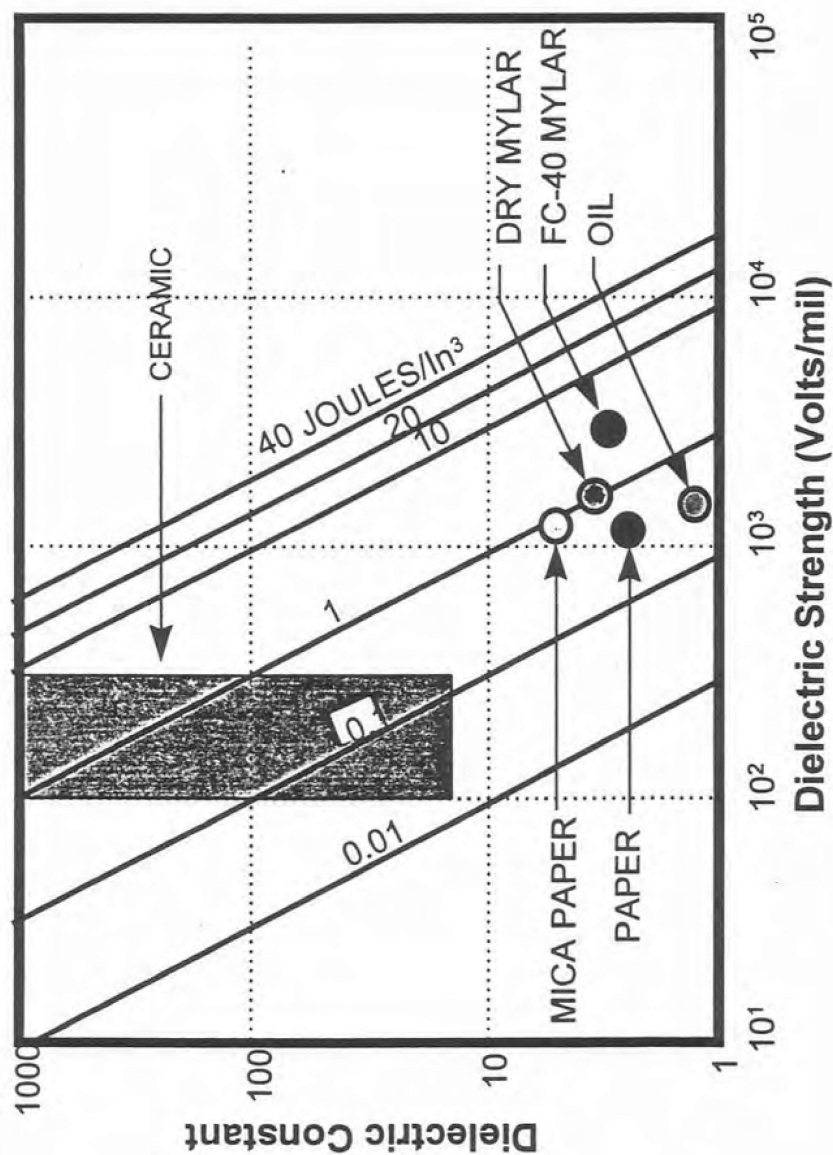 Dielectric Constant
1000
100
10
1
10¹
10²
10³
10⁴
10⁵
Dielectric Strength (Volts/mil)
CERAMIC
40 JOULES/In³
20
10
1
0.1
0.01
MICA PAPER
PAPER
DRY MYLAR
FC-40 MYLAR
OIL